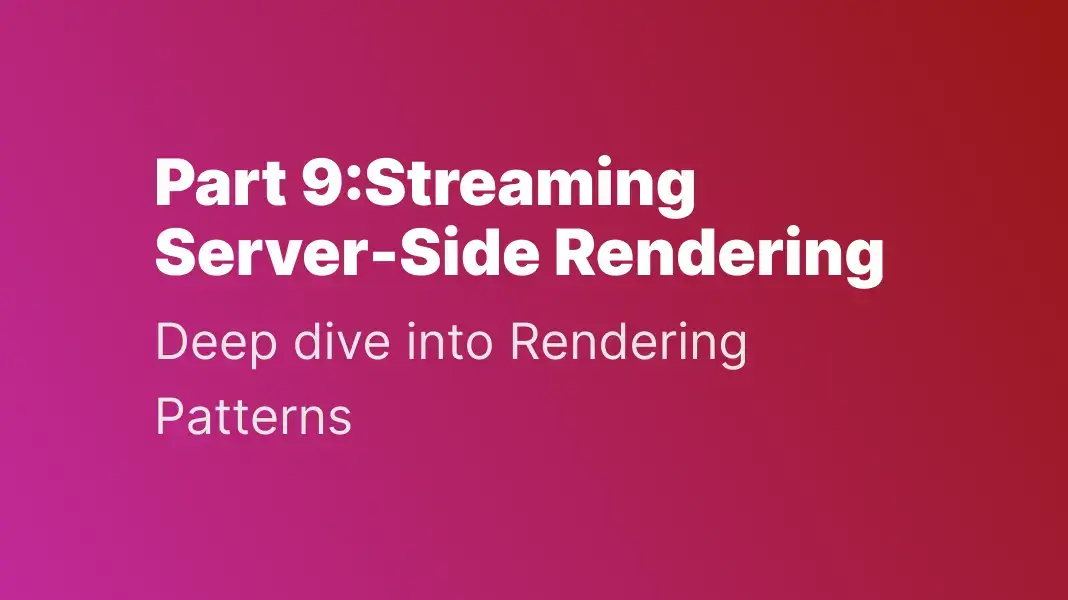 Part 9:Streaming
Server-Side Rendering
Deep dive into Rendering
Patterns